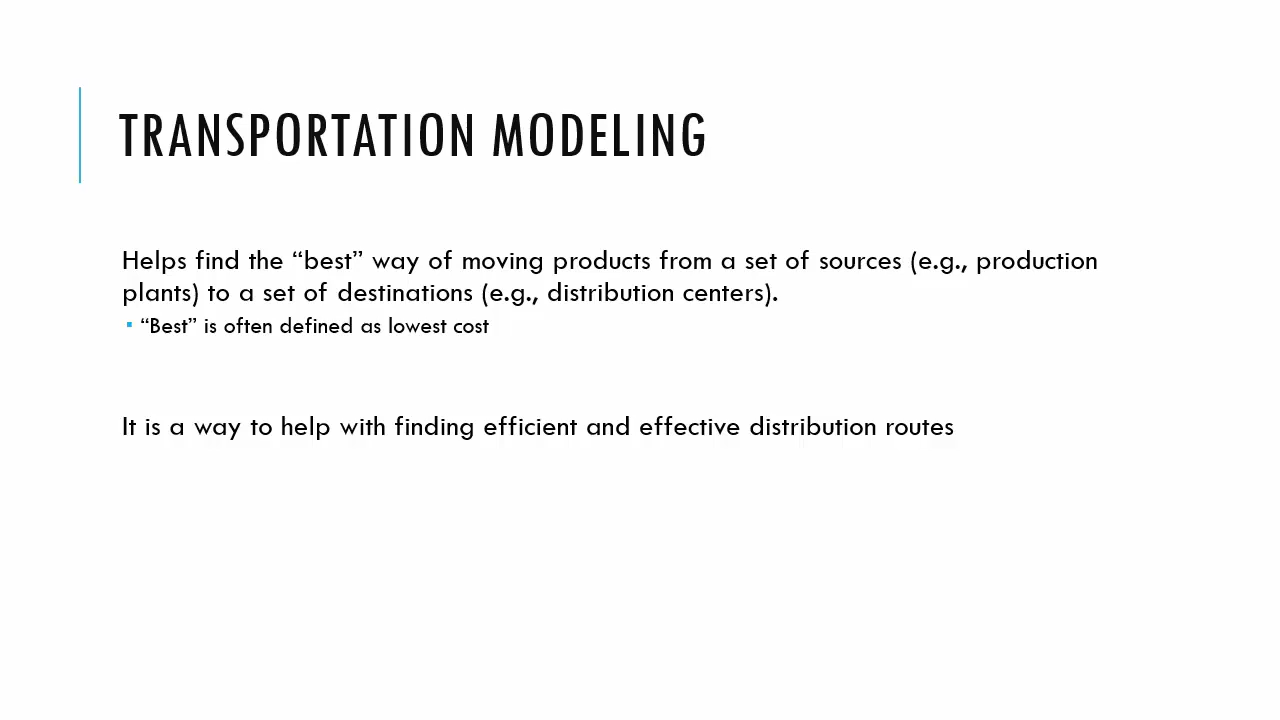 TRANSPORTATION MODELING
Helps find the “best” way of moving products from a set of sources (e.g., production
plants) to a set of destinations (e.g., distribution centers).
▪ “Best” is often defined as lowest cost
It is a way to help with finding efficient and effective distribution routes